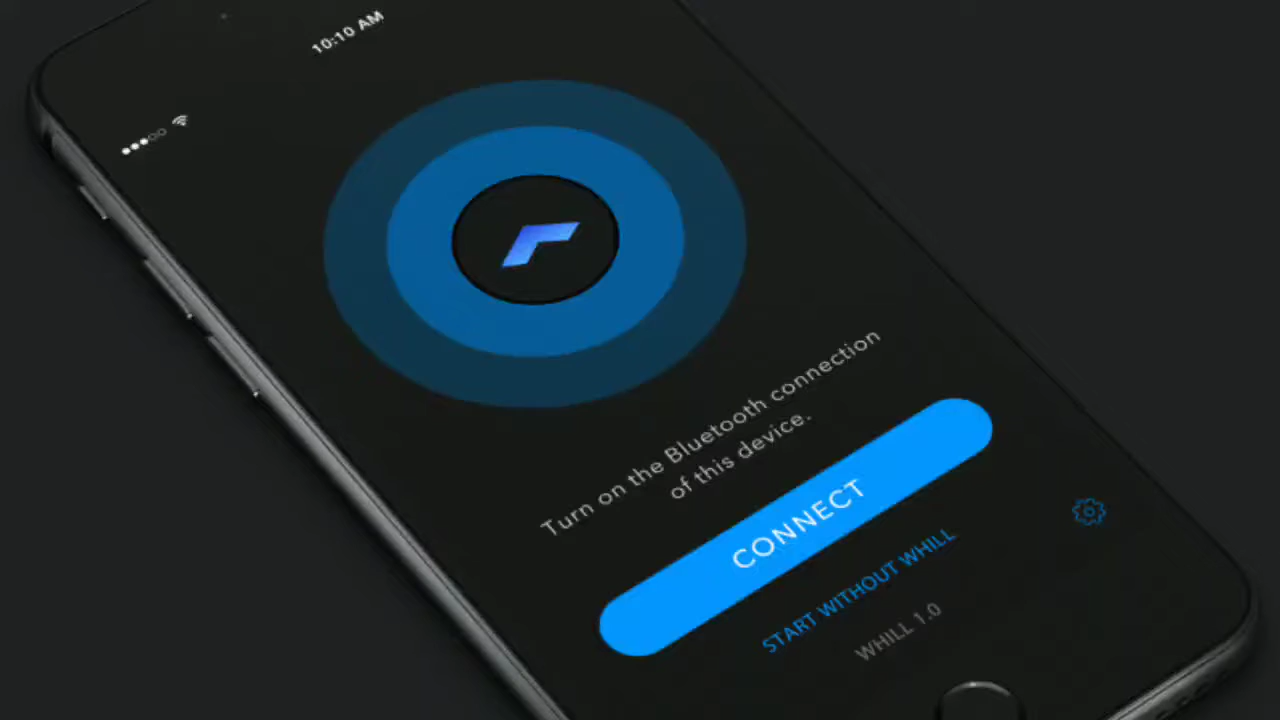 10:10 AM
Turn on the Bluetooth connection
of this device.
CONNECT
START WITHOUT WHILL
WHILL 1.0